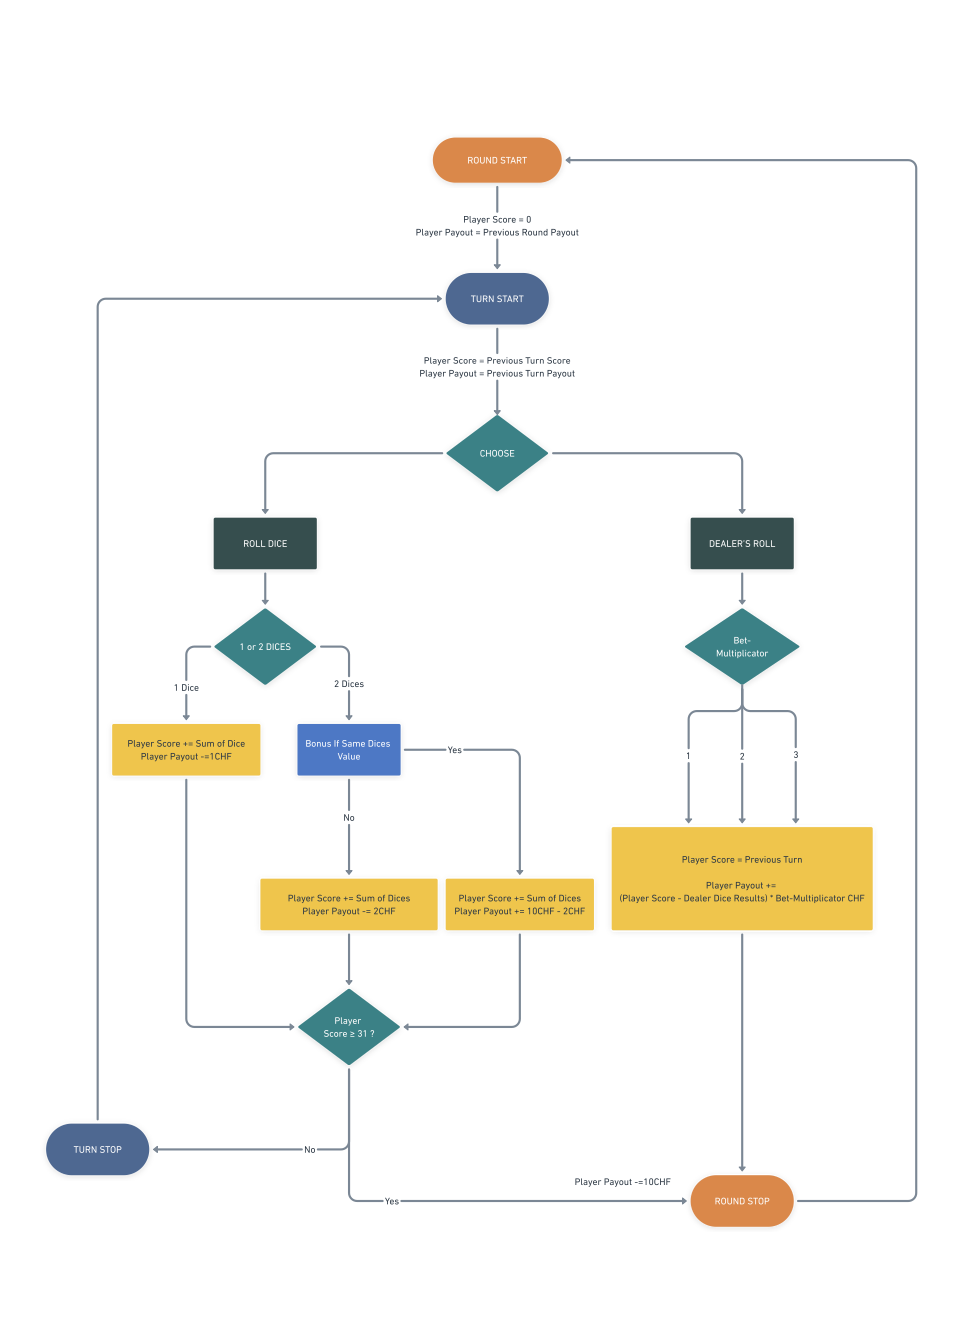 ROUND START
Player Score = 0
Player Payout = Previous Round Payout
TURN START
Player Score = Previous Turn Score
Player Payout = Previous Turn Payout
CHOOSE
ROLL DICE
DEALER'S ROLL
1 or 2 DICES
Bet-
Multiplicator
1 Dice
2 Dices
Player Score += Sum of Dice
Player Payout -=1CHF
Bonus If Same Dices
Value
Yes
1
2
3
No
Player Score = Previous Turn
Player Payout +=
(Player Score - Dealer Dice Results) * Bet-Multiplicator CHF
Player Score += Sum of Dices
Player Payout -= 2CHF
Player Score += Sum of Dices
Player Payout += 10CHF - 2CHF
Player
Score ≥ 31 ?
TURN STOP
No
Player Payout -=10CHF
Yes
ROUND STOP